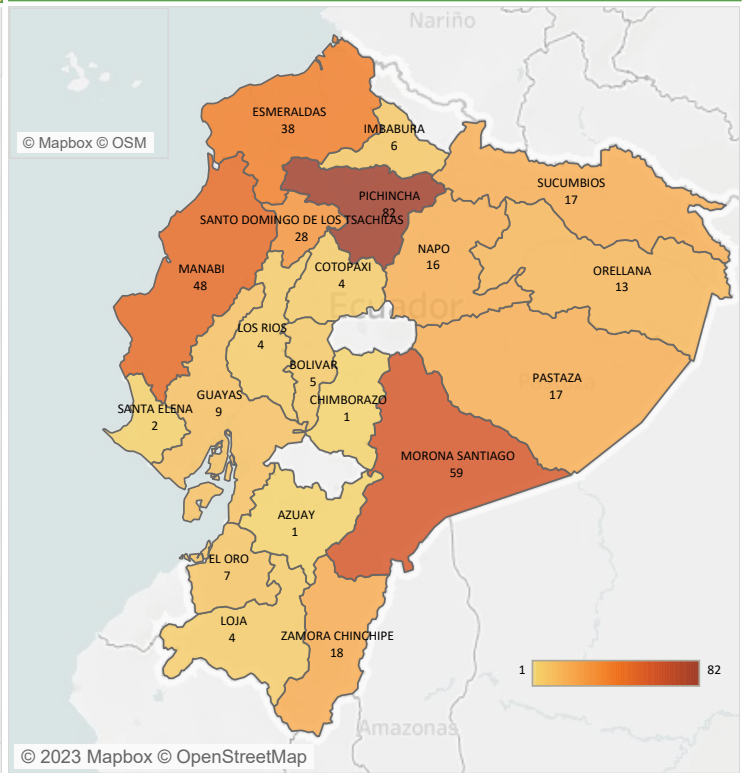 Nariño
© Mapbox © OSM
ESMERALDAS
38
IMBABURA
6
SUCUMBIOS
17
PICHINCHA
82
SANTO DOMINGO DE LOS TSACHILAS
28
NAPO
16
COTOPAXI
4
MANABI
48
ORELLANA
13
Ecuador
LOS RIOS
4
BOLIVAR
5
PASTAZA
17
GUAYAS
9
CHIMBORAZO
1
SANTA ELENA
2
MORONA SANTIAGO
59
AZUAY
1
EL ORO
7
LOJA
4
ZAMORA CHINCHIPE
18
1
82
Amazonas
© 2023 Mapbox © OpenStreetMap